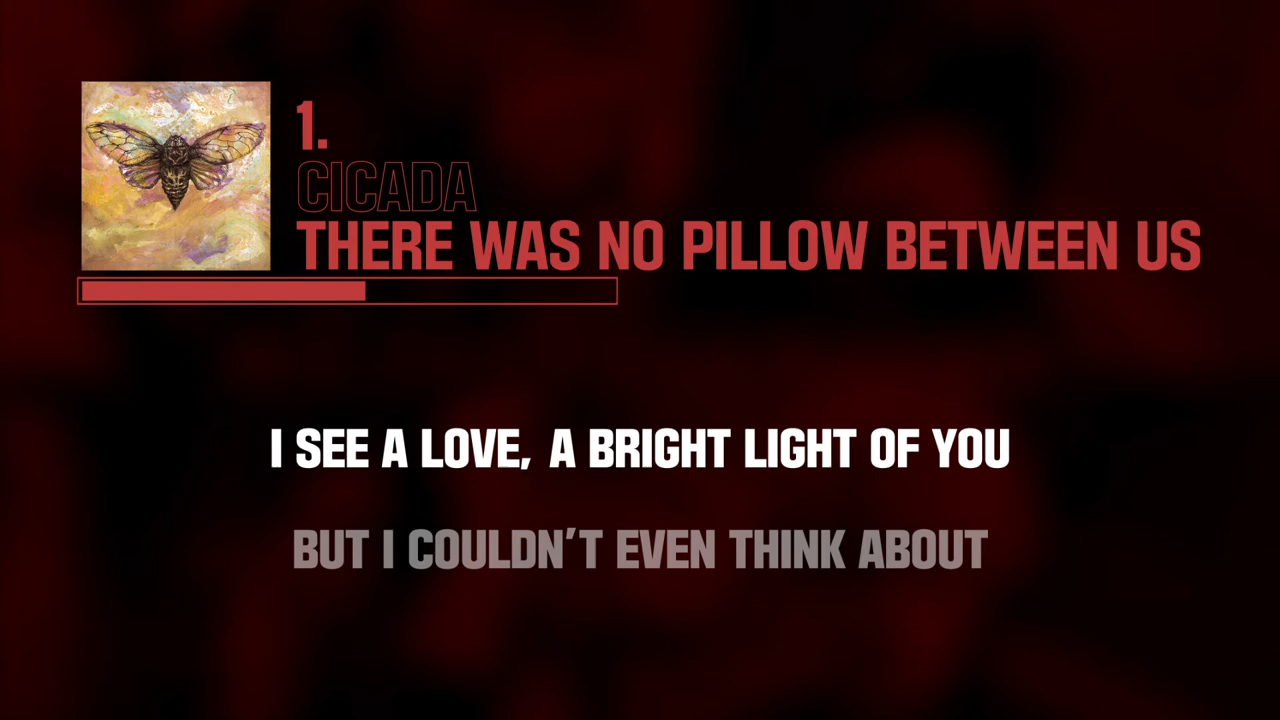 1.
CICADA
THERE WAS NO PILLOW BETWEEN US
I SEE A LOVE, A BRIGHT LIGHT OF YOU
BUT I COULDN'T EVEN THINK ABOUT